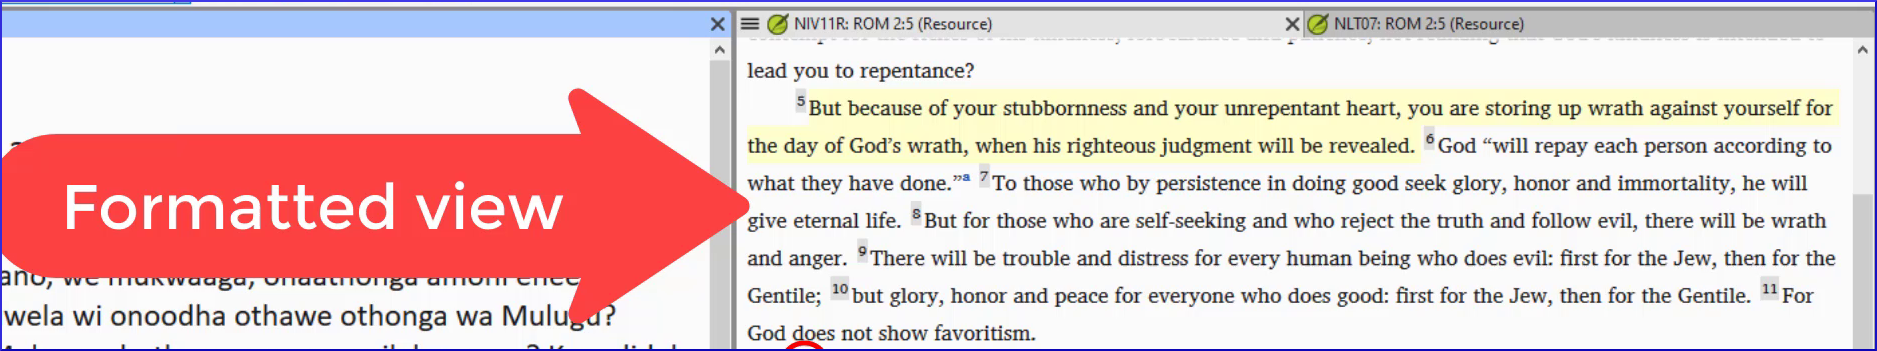 NIV11R: ROM 2:5 (Resource)
NLT07: ROM 2:5 (Resource)
lead you to repentance?
5 But because of your stubbornness and your unrepentant heart, you are storing up wrath against yourself for
the day of God’s wrath, when his righteous judgment will be revealed. 6 God “will repay each person according to
what they have done.”a 7 To those who by persistence in doing good seek glory, honor and immortality, he will
give eternal life. 8 But for those who are self-seeking and who reject the truth and follow evil, there will be wrath
and anger. 9 There will be trouble and distress for every human being who does evil: first for the Jew, then for the
Gentile; 10 but glory, honor and peace for everyone who does good: first for the Jew, then for the Gentile. 11 For
God does not show favoritism.
Formatted view
wela wi onoodha othawe othonga wa Mulugu?